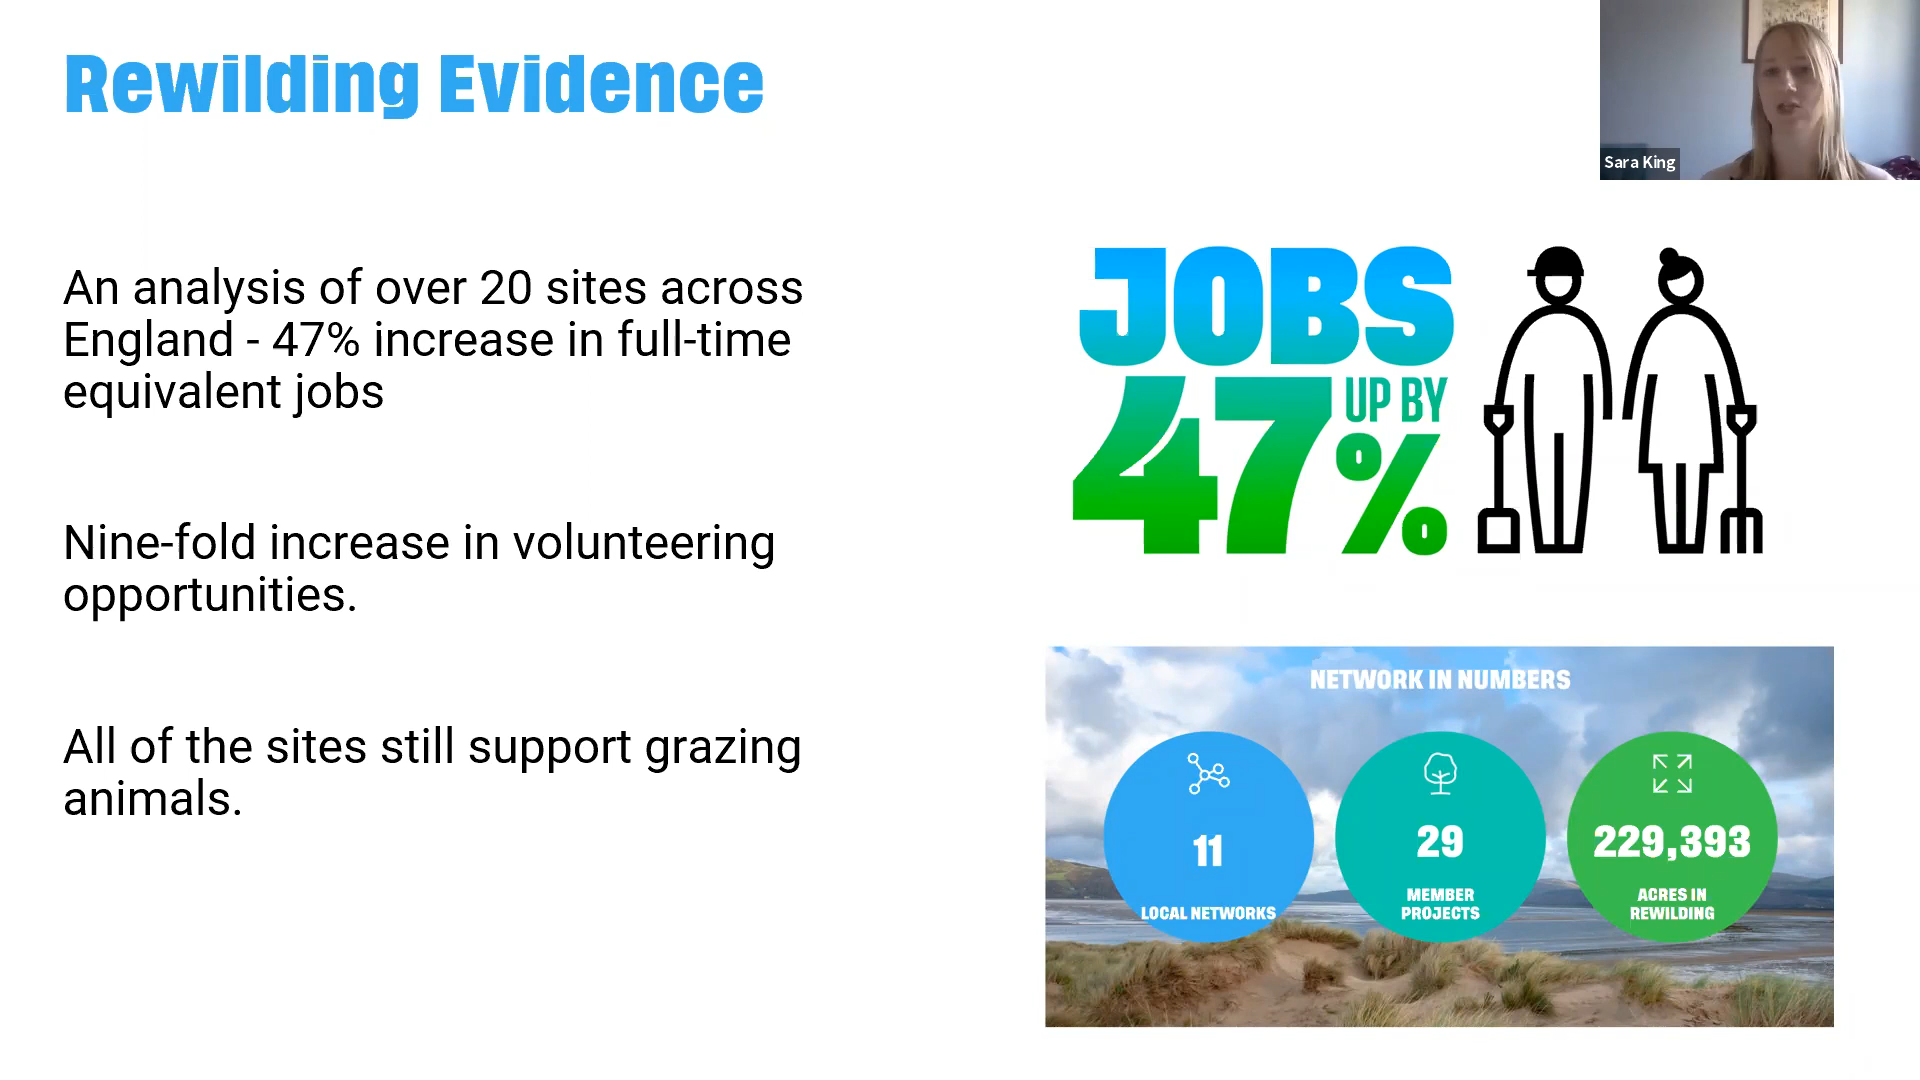 Rewilding Evidence
Sara King
An analysis of over 20 sites across
England - 47% increase in full-time
equivalent jobs
Nine-fold increase in volunteering
opportunities.
All of the sites still support grazing
animals.
JOBS
47 UP BY
%
NETWORK IN NUMBERS
11
LOCAL NETWORKS
29
MEMBER
PROJECTS
229,393
ACRES IN
REWILDING